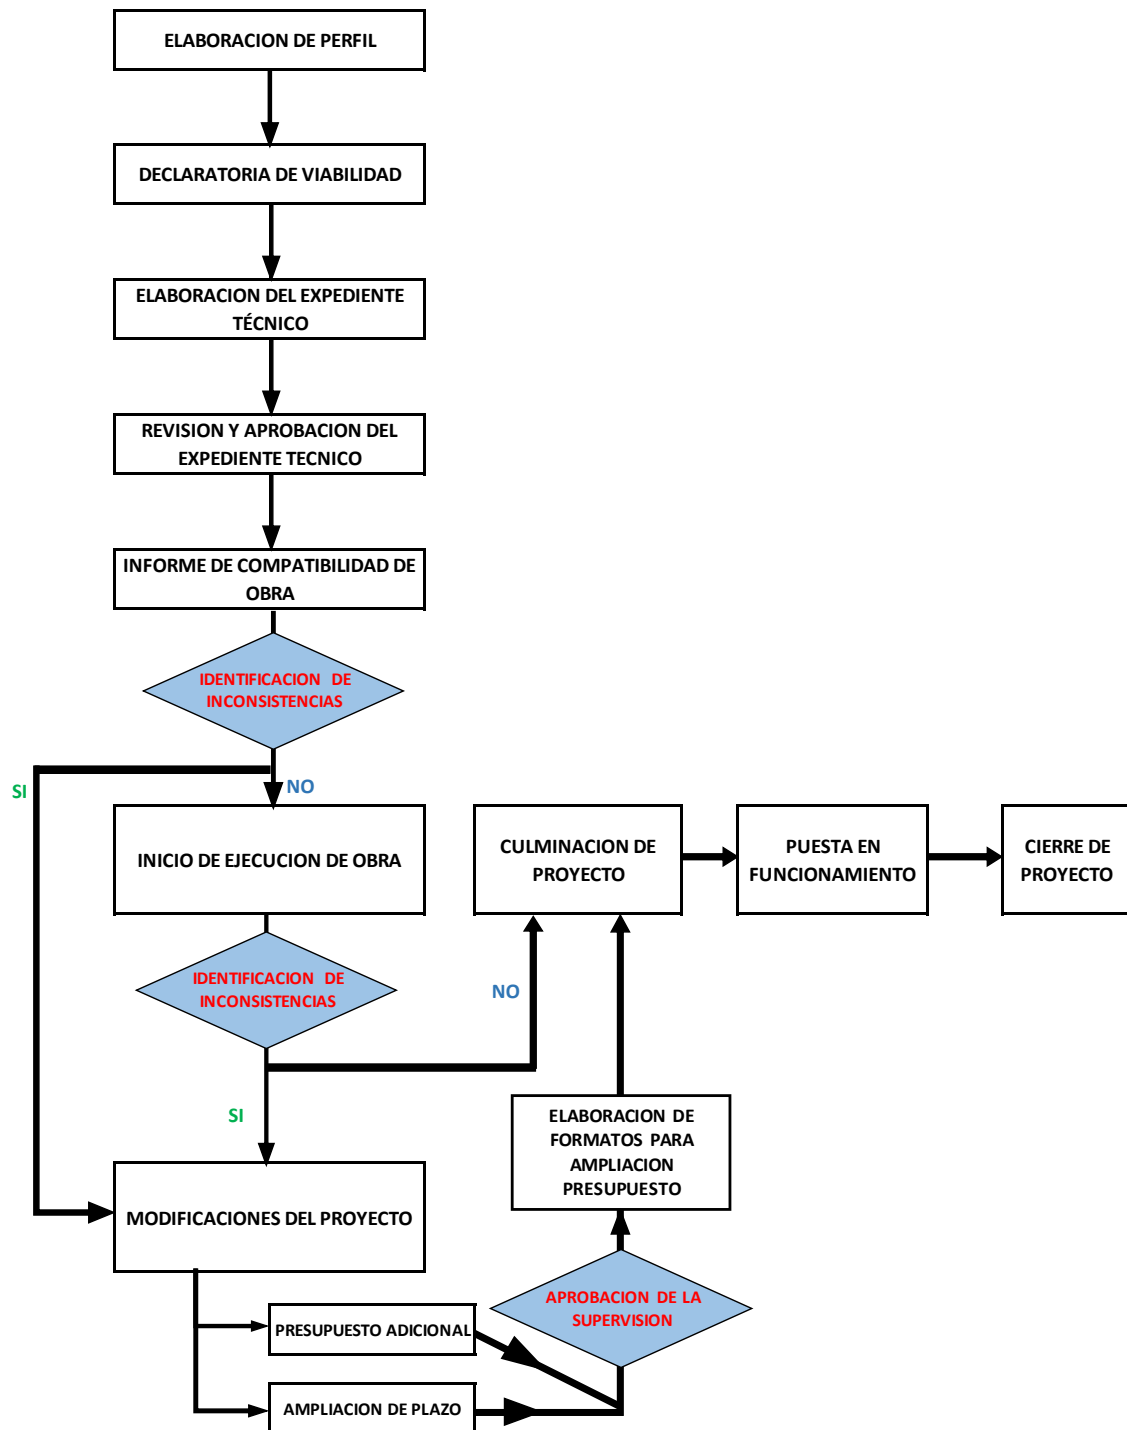 ELABORACION DE PERFIL
DECLARATORIA DE VIABILIDAD
ELABORACION DEL EXPEDIENTE
TÉCNICO
REVISION Y APROBACION DEL
EXPEDIENTE TECNICO
INFORME DE COMPATIBILIDAD DE
OBRA
IDENTIFICACION DE
INCONSISTENCIAS
SI
NO
INICIO DE EJECUCION DE OBRA
CULMINACION DE
PROYECTO
PUESTA EN
FUNCIONAMIENTO
CIERRE DE
PROYECTO
IDENTIFICACION DE
INCONSISTENCIAS
NO
SI
ELABORACION DE
FORMATOS PARA
AMPLIACION
PRESUPUESTO
MODIFICACIONES DEL PROYECTO
APROBACION DE LA
SUPERVISION
PRESUPUESTO ADICIONAL
AMPLIACION DE PLAZO